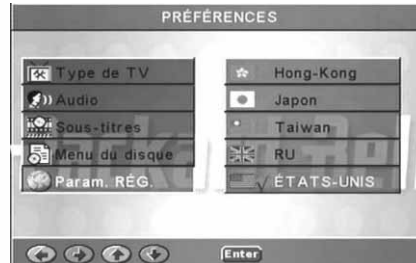 PRÉFÉRENCES
Type de TV
Audio
Sous-titres
Menu du disque
Param. RÉG.
Hong-Kong
Japon
Taiwan
RU
ÉTATS-UNIS
Enter